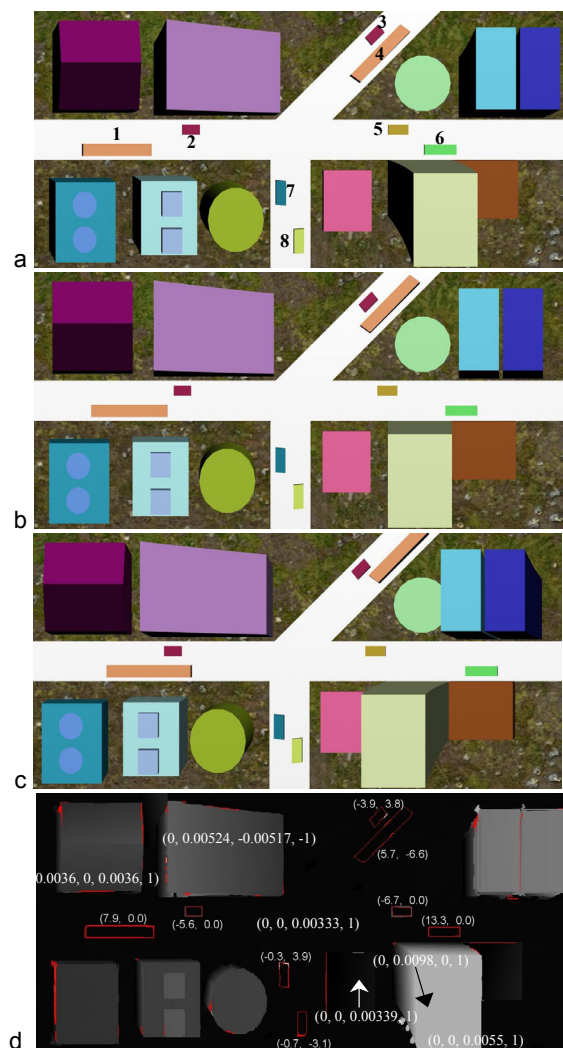 3
4
1
2
5
6
7
8
a
b
c
(-3.9, 3.8)
(0, 0.00524, -0.00517, -1)
(5.7, -6.6)
0.0036, 0, 0.0036, 1)
(-6.7, 0.0)
(7.9, 0.0)
(-5.6, 0.0)
(0, 0, 0.00333, 1)
(13.3, 0.0)
(-0.3, 3.9)
(0, 0.0098, 0, 1)
(0, 0, 0.00339, 1)
(-0.7, -3.1)
(0, 0, 0.0055, 1)
d